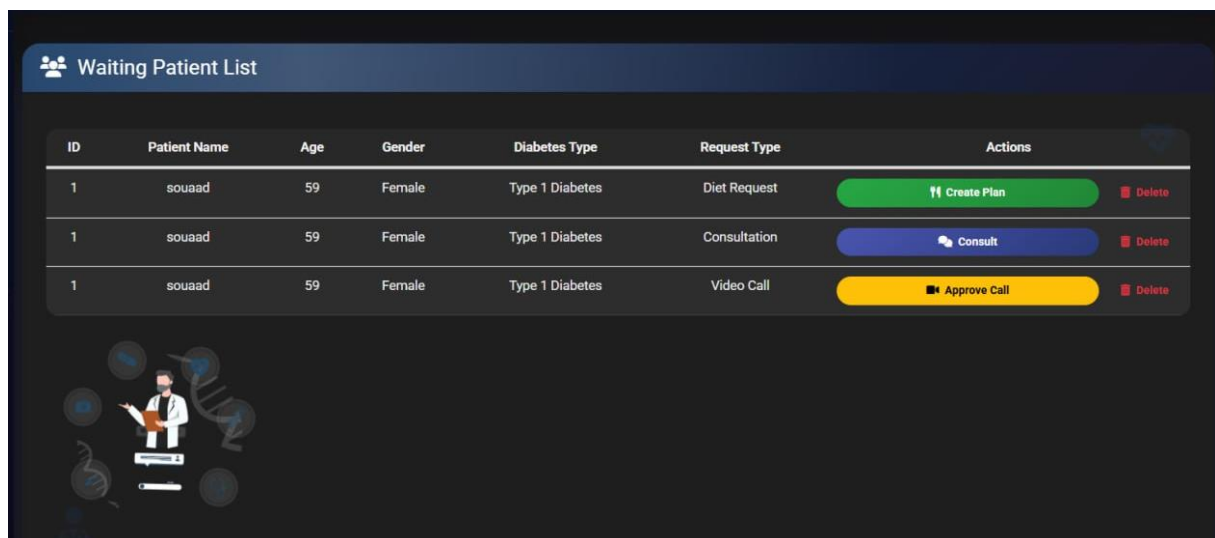 Waiting Patient List
ID Patient Name Age Gender Diabetes Type Request Type Actions
1 souaad 59 Female Type 1 Diabetes Diet Request Create Plan Delete
1 souaad 59 Female Type 1 Diabetes Consultation Consult Delete
1 souaad 59 Female Type 1 Diabetes Video Call Approve Call Delete